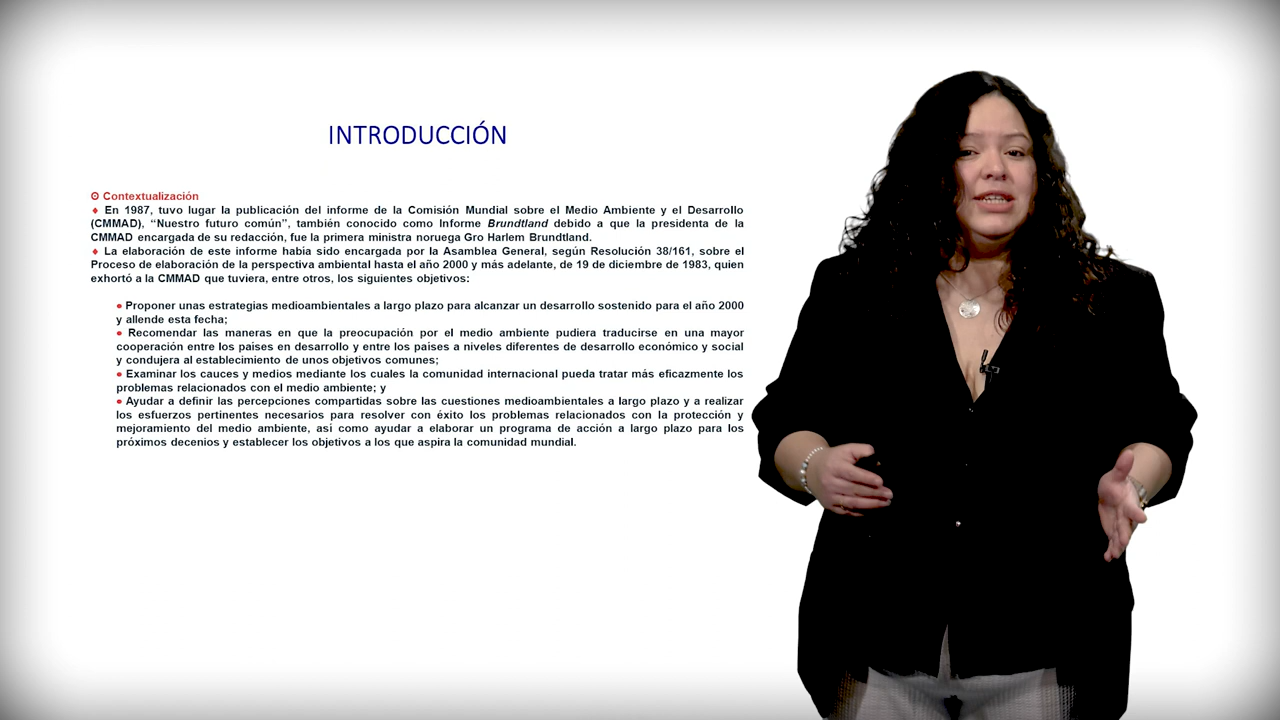 INTRODUCCIÓN
⊙ Contextualización
♦ En 1987, tuvo lugar la publicación del informe de la Comisión Mundial sobre el Medio Ambiente y el Desarrollo
(CMMAD), “Nuestro futuro común”, también conocido como Informe Brundtland debido a que la presidenta de la
CMMAD encargada de su redacción, fue la primera ministra noruega Gro Harlem Brundtland.
♦ La elaboración de este informe había sido encargada por la Asamblea General, según Resolución 38/161, sobre el
Proceso de elaboración de la perspectiva ambiental hasta el año 2000 y más adelante, de 19 de diciembre de 1983, quien
exhortó a la CMMAD que tuviera, entre otros, los siguientes objetivos:
● Proponer unas estrategias medioambientales a largo plazo para alcanzar un desarrollo sostenido para el año 2000
y allende esta fecha;
● Recomendar las maneras en que la preocupación por el medio ambiente pudiera traducirse en una mayor
cooperación entre los países en desarrollo y entre los países a niveles diferentes de desarrollo económico y social
y condujera al establecimiento de unos objetivos comunes;
● Examinar los cauces y medios mediante los cuales la comunidad internacional pueda tratar más eficazmente los
problemas relacionados con el medio ambiente; y
● Ayudar a definir las percepciones compartidas sobre las cuestiones medioambientales a largo plazo y a realizar
los esfuerzos pertinentes necesarios para resolver con éxito los problemas relacionados con la protección y
mejoramiento del medio ambiente, así como ayudar a elaborar un programa de acción a largo plazo para los
próximos decenios y establecer los objetivos a los que aspira la comunidad mundial.